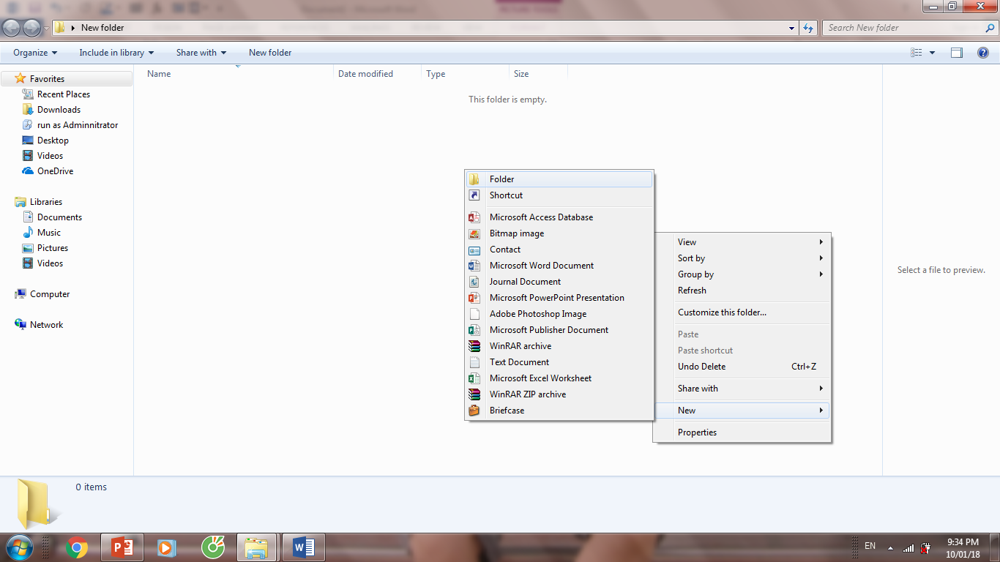 New folder
Search New folder
Organize
Include in library
Share with
New folder
Name
Date modified
Type
Size
This folder is empty.
Favorites
Recent Places
Downloads
run as Adminnitrator
Desktop
Videos
OneDrive
Libraries
Documents
Music
Pictures
Videos
Computer
Network
Folder
Shortcut
Microsoft Access Database
Bitmap image
Contact
Microsoft Word Document
Journal Document
Microsoft PowerPoint Presentation
Adobe Photoshop Image
Microsoft Publisher Document
WinRAR archive
Text Document
Microsoft Excel Worksheet
WinRAR ZIP archive
Briefcase
View
Sort by
Group by
Refresh
Customize this folder...
Paste
Paste shortcut
Undo Delete Ctrl+Z
Share with
New
Properties
Select a file to preview.
0 items
EN
9:34 PM
10/01/18